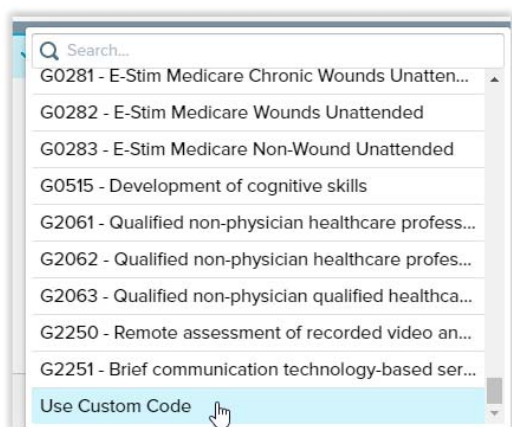 Search...
G0281 - E-Stim Medicare Chronic Wounds Unatten...
G0282 - E-Stim Medicare Wounds Unattended
G0283 - E-Stim Medicare Non-Wound Unattended
G0515 - Development of cognitive skills
G2061 - Qualified non-physician healthcare profess...
G2062 - Qualified non-physician healthcare profes...
G2063 - Qualified non-physician qualified healthca...
G2250 - Remote assessment of recorded video an...
G2251 - Brief communication technology-based ser...
Use Custom Code